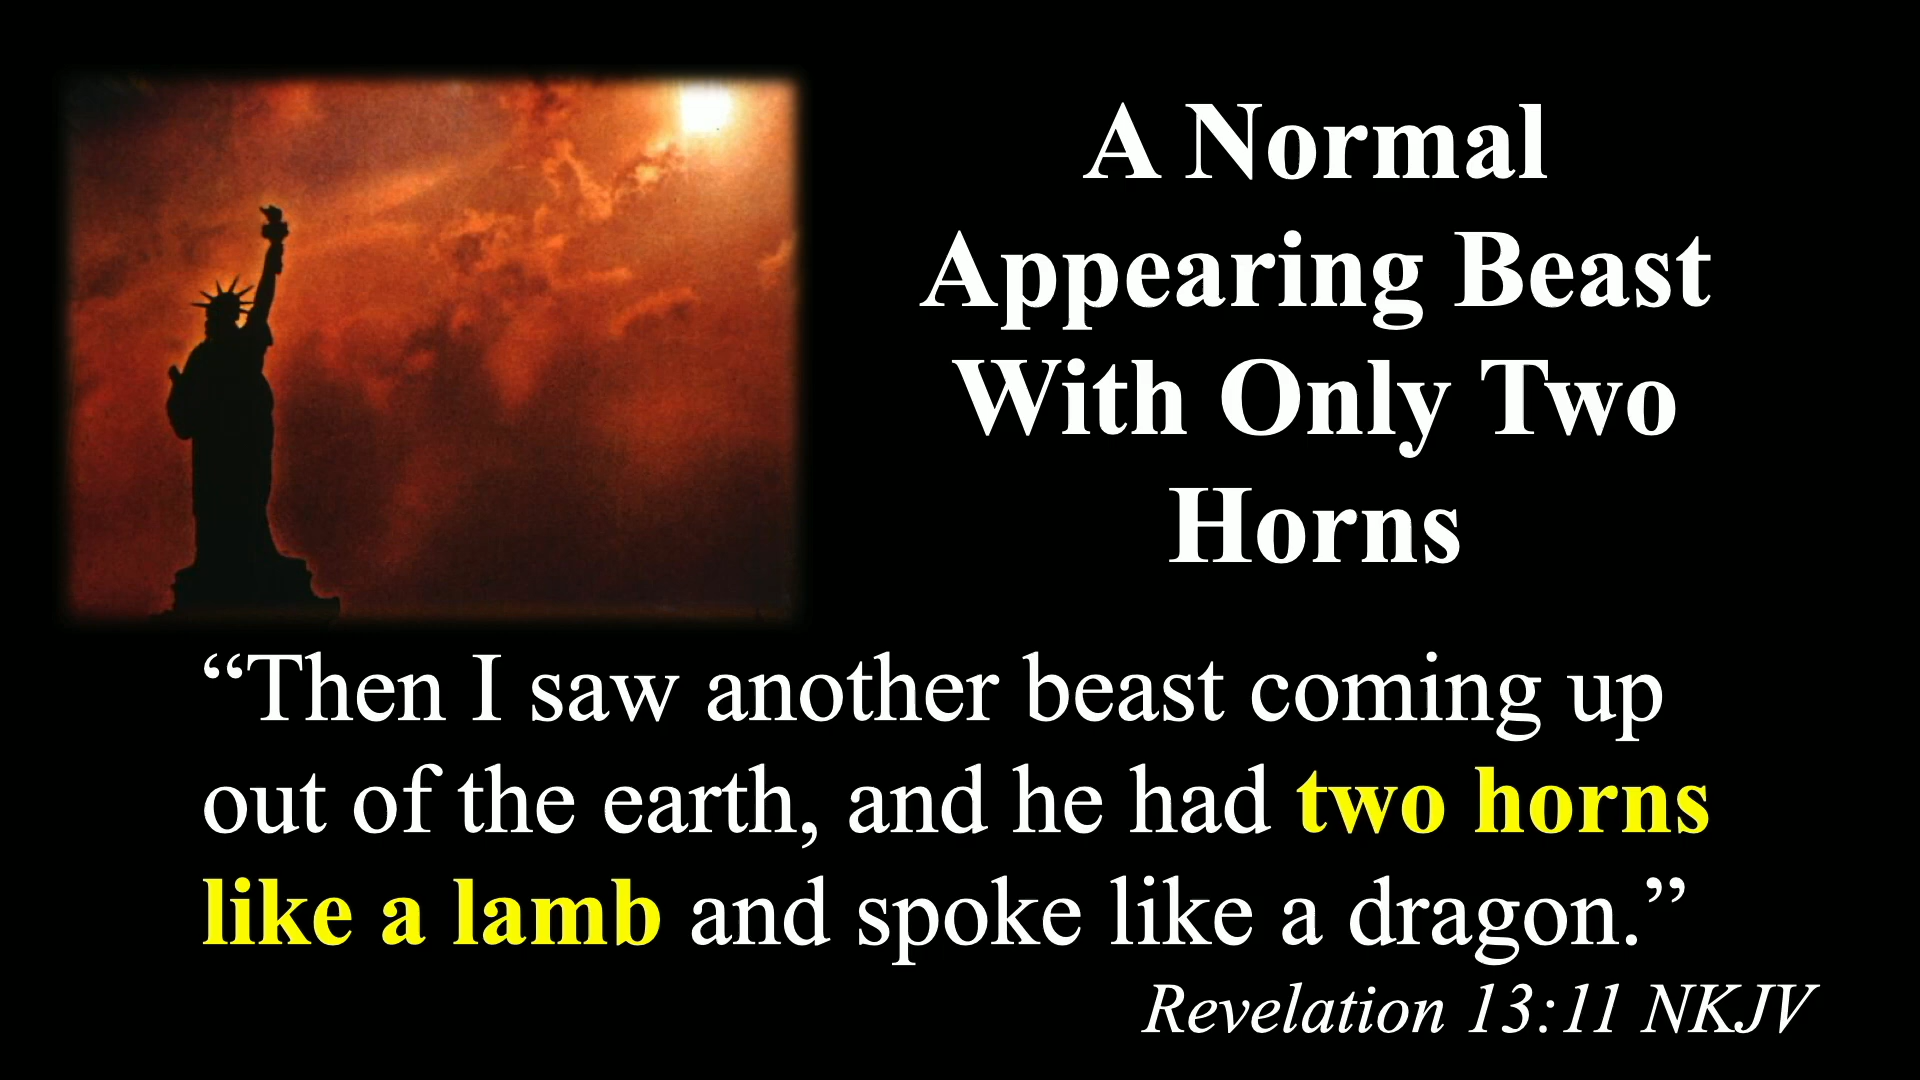 A Normal
Appearing Beast
With Only Two
Horns
“Then I saw another beast coming up
out of the earth, and he had two horns
like a lamb and spoke like a dragon.”
Revelation 13:11 NKJV